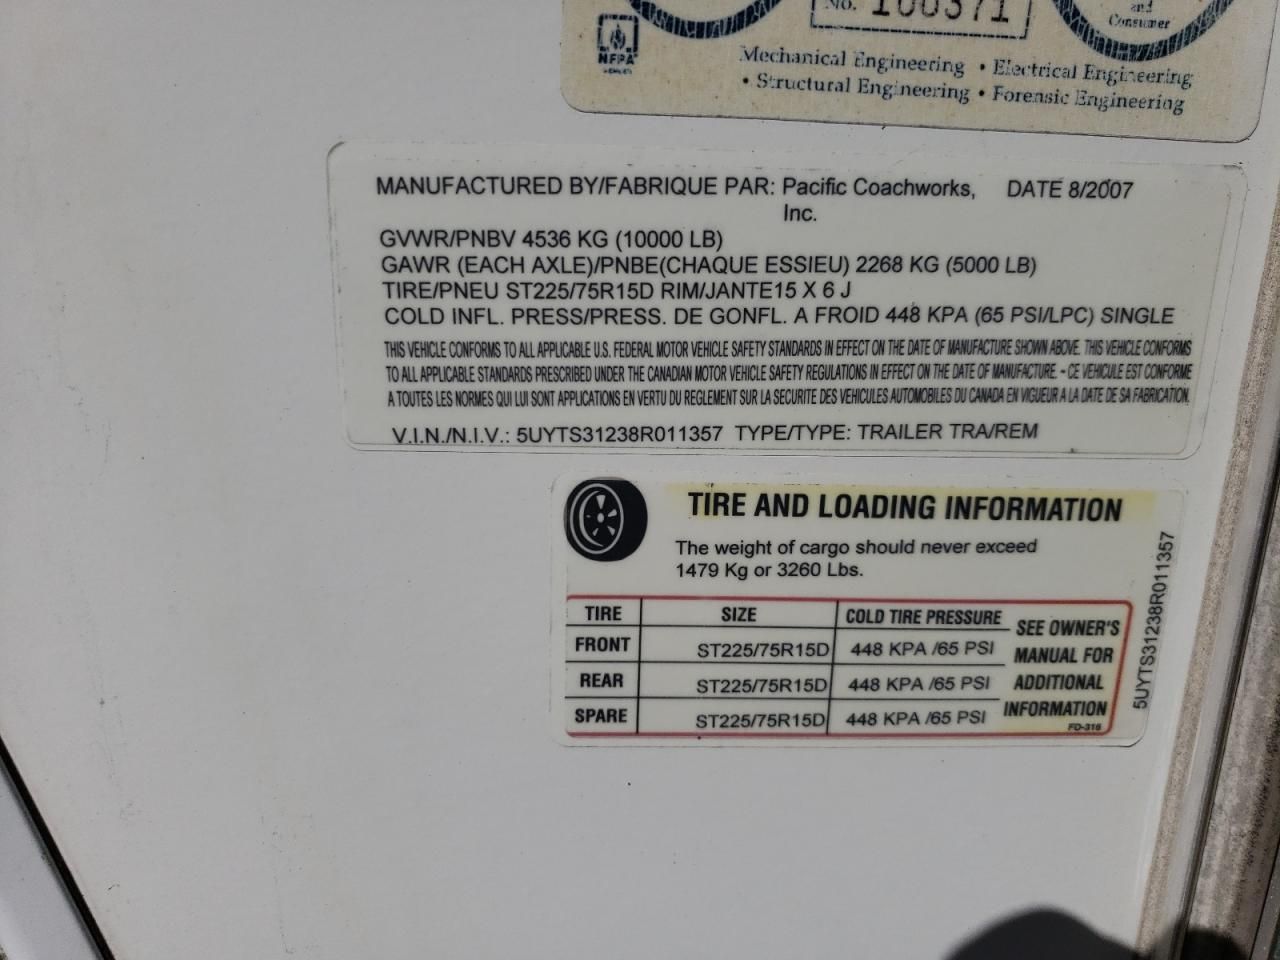 No. 100371
and
Consumer
NFPA
Mechanical Engineering • Electrical Engineering
• Structural Engineering • Forensic Engineering
MANUFACTURED BY/FABRIQUE PAR: Pacific Coachworks, Inc. DATE 8/2007
GVWR/PNBV 4536 KG (10000 LB)
GAWR (EACH AXLE)/PNBE(CHAQUE ESSIEU) 2268 KG (5000 LB)
TIRE/PNEU ST225/75R15D RIM/JANTE15 X 6 J
COLD INFL. PRESS/PRESS. DE GONFL. A FROID 448 KPA (65 PSI/LPC) SINGLE
THIS VEHICLE CONFORMS TO ALL APPLICABLE U.S. FEDERAL MOTOR VEHICLE SAFETY STANDARDS IN EFFECT ON THE DATE OF MANUFACTURE SHOWN ABOVE. THIS VEHICLE CONFORMS
TO ALL APPLICABLE STANDARDS PRESCRIBED UNDER THE CANADIAN MOTOR VEHICLE SAFETY REGULATIONS IN EFFECT ON THE DATE OF MANUFACTURE. - CE VEHICULE EST CONFORME
A TOUTES LES NORMES QUI LUI SONT APPLICATIONS EN VERTU DU REGLEMENT SUR LA SECURITE DES VEHICULES AUTOMOBILES DU CANADA EN VIGUEUR A LA DATE DE SA FABRICATION.
V.I.N./N.I.V.: 5UYTS31238R011357 TYPE/TYPE: TRAILER TRA/REM
TIRE AND LOADING INFORMATION
The weight of cargo should never exceed
1479 Kg or 3260 Lbs.
TIRE SIZE COLD TIRE PRESSURE
FRONT ST225/75R15D 448 KPA /65 PSI
REAR ST225/75R15D 448 KPA /65 PSI
SPARE ST225/75R15D 448 KPA /65 PSI
SEE OWNER'S
MANUAL FOR
ADDITIONAL
INFORMATION
FD-316
5UYTS31238R011357